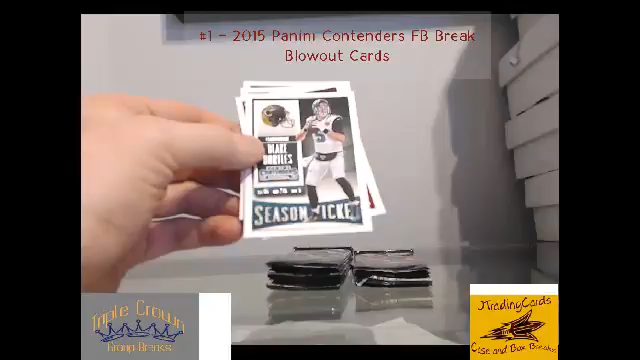 #1 - 2015 Panini Contenders FB Break
Blowout Cards
BLAKE
BORTLES
SEASON TICKET
Triple Crown
Group Breaks
MradingCards
Case and Box Breaks